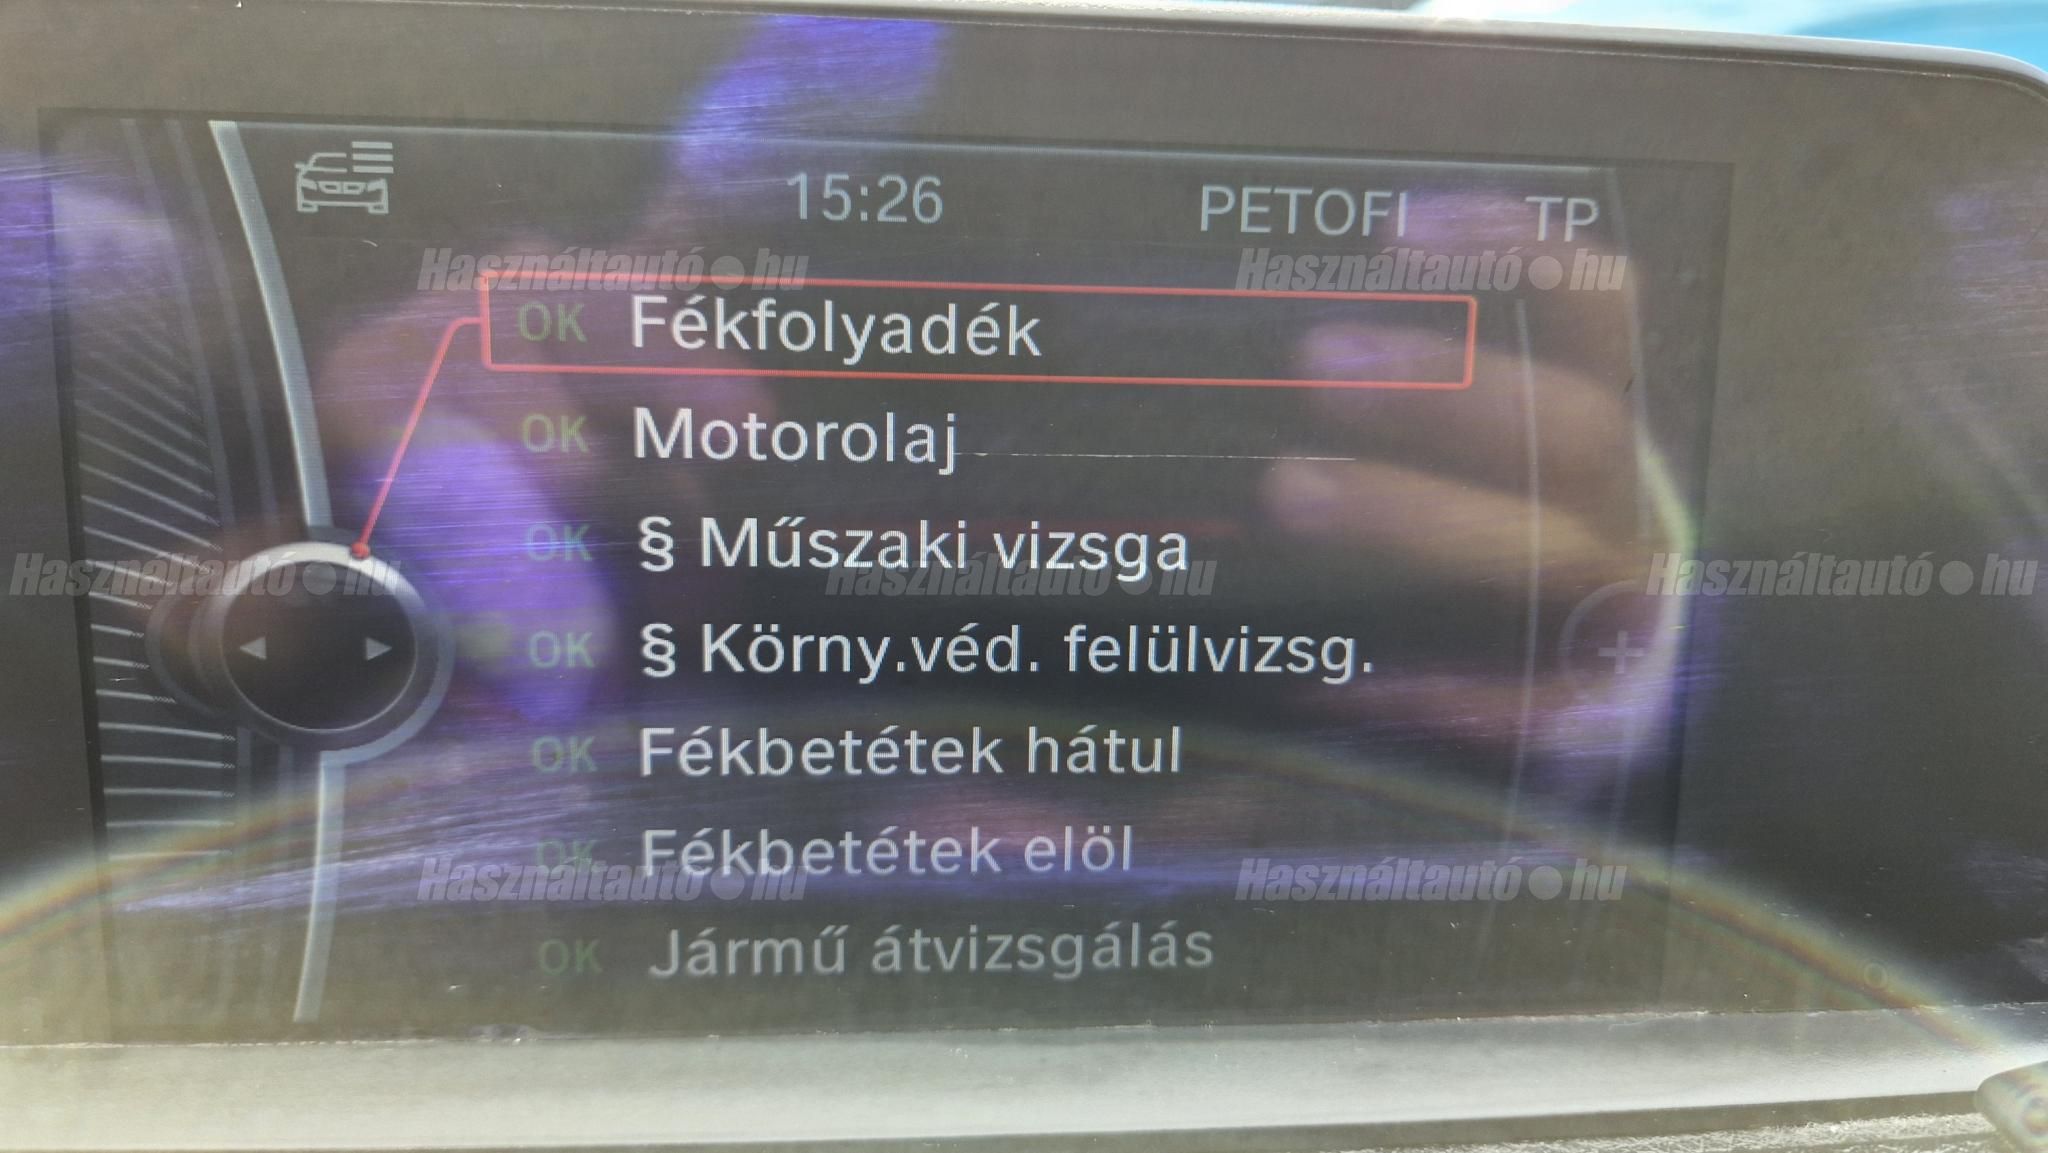 15:26 PETOFI TP
Használtautó●hu Használtautó●hu
OK Fékfolyadék
OK Motorolaj
OK § Műszaki vizsga
Használtautó●hu Használtautó●hu Használtautó●hu
OK § Körny.véd. felülvizsg.
OK Fékbetétek hátul
OK Fékbetétek elöl
Használtautó●hu Használtautó●hu
OK Jármű átvizsgálás